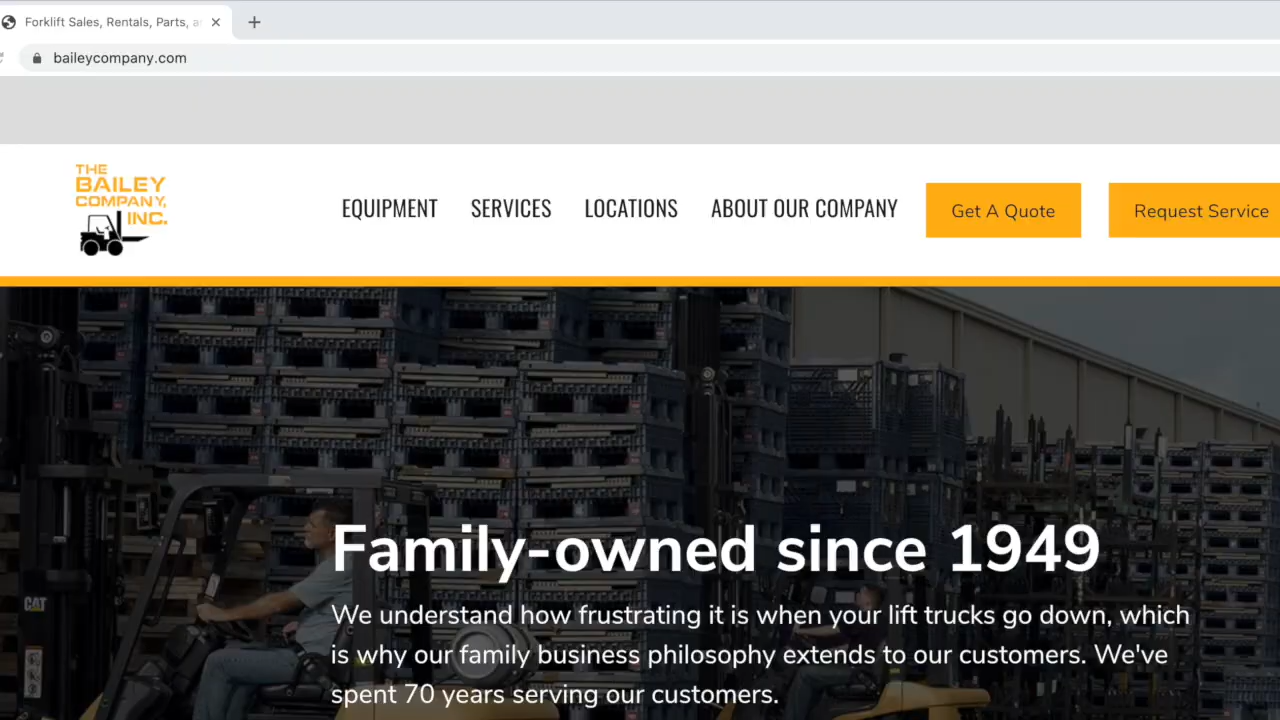 Forklift Sales, Rentals, Parts, a
baileycompany.com
THE
BAILEY
COMPANY,
INC.
EQUIPMENT
SERVICES
LOCATIONS
ABOUT OUR COMPANY
Get A Quote
Request Service
Family-owned since 1949
We understand how frustrating it is when your lift trucks go down, which
is why our family business philosophy extends to our customers. We've
spent 70 years serving our customers.
CAT